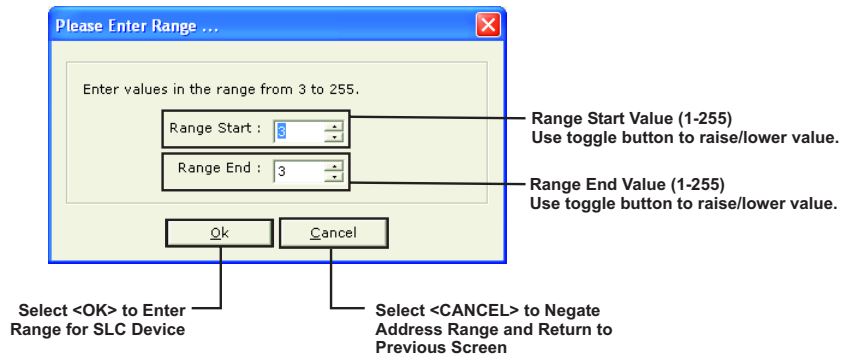 Please Enter Range ...
Enter values in the range from 3 to 255.
Range Start : 3
Range End : 3
Ok
Cancel
Range Start Value (1-255)
Use toggle button to raise/lower value.
Range End Value (1-255)
Use toggle button to raise/lower value.
Select <OK> to Enter
Range for SLC Device
Select <CANCEL> to Negate
Address Range and Return to
Previous Screen